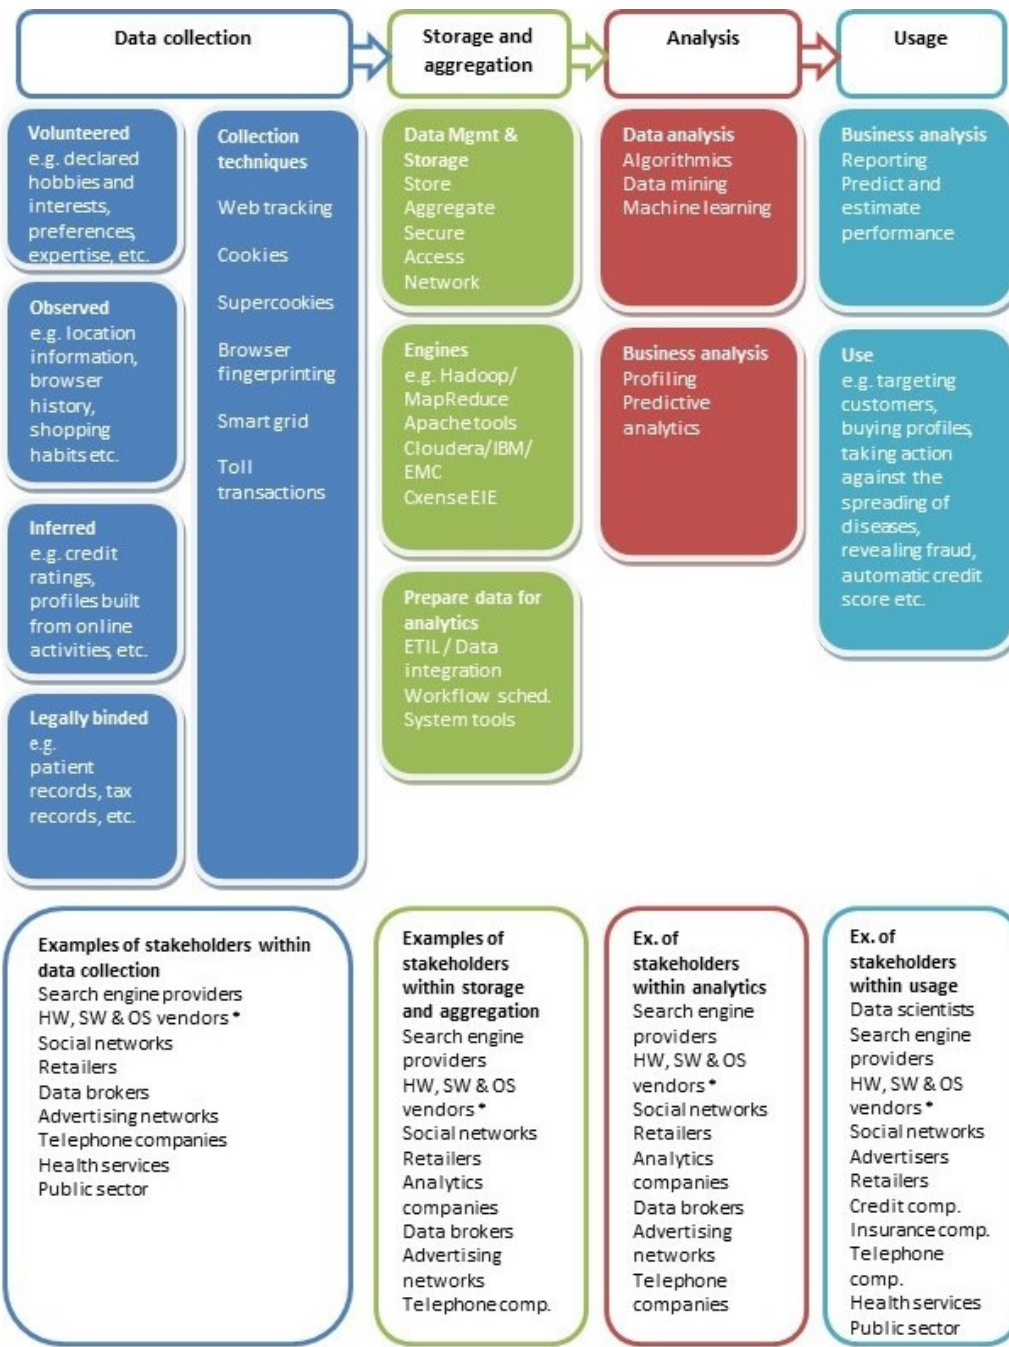 Data collection
Storage and
aggregation
Analysis
Usage
Volunteered
e.g. declared
hobbies and
interests,
preferences,
expertise, etc.
Observed
e.g. location
information,
browser
history,
shopping
habits etc.
Inferred
e.g. credit
ratings,
profiles built
from online
activities, etc.
Legally binded
e.g.
patient
records, tax
records, etc.
Collection
techniques
Web tracking
Cookies
Supercookies
Browser
fingerprinting
Smart grid
Toll
transactions
Data Mgmt &
Storage
Store
Aggregate
Secure
Access
Network
Engines
e.g. Hadoop/
MapReduce
Apache tools
Cloudera/IBM/
EMC
Cxense EIE
Prepare data for
analytics
ETIL / Data
integration
Workflow sched.
System tools
Data analysis
Algorithmics
Data mining
Machine learning
Business analysis
Profiling
Predictive
analytics
Business analysis
Reporting
Predict and
estimate
performance
Use
e.g. targeting
customers,
buying profiles,
taking action
against the
spreading of
diseases,
revealing fraud,
automatic credit
score etc.
Examples of stakeholders within
data collection
Search engine providers
HW, SW & OS vendors *
Social networks
Retailers
Data brokers
Advertising networks
Telephone companies
Health services
Public sector
Examples of
stakeholders
within storage
and aggregation
Search engine
providers
HW, SW & OS
vendors *
Social networks
Retailers
Analytics
companies
Data brokers
Advertising
networks
Telephone comp.
Ex. of
stakeholders
within analytics
Search engine
providers
HW, SW & OS
vendors *
Social networks
Retailers
Analytics
companies
Data brokers
Advertising
networks
Telephone
companies
Ex. of
stakeholders
within usage
Data scientists
Search engine
providers
HW, SW & OS
vendors *
Social networks
Advertisers
Retailers
Credit comp.
Insurance comp.
Telephone
comp.
Health services
Public sector